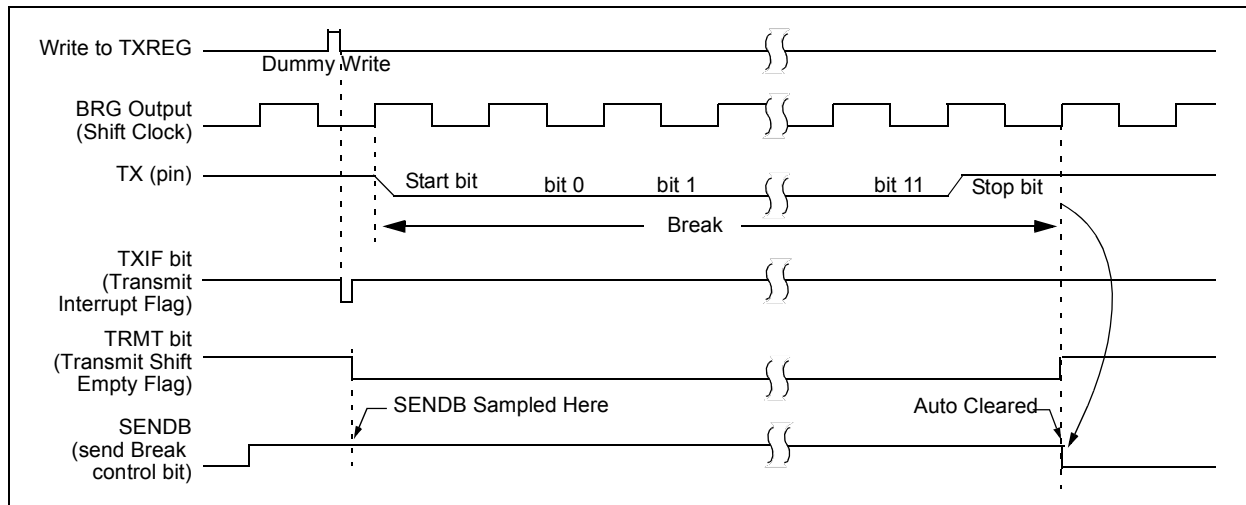 Write to TXREG
Dummy Write
BRG Output
(Shift Clock)
TX (pin)
Start bit
bit 0
bit 1
bit 11
Stop bit
Break
TXIF bit
(Transmit
Interrupt Flag)
TRMT bit
(Transmit Shift
Empty Flag)
SENDB Sampled Here
Auto Cleared
SENDB
(send Break
control bit)